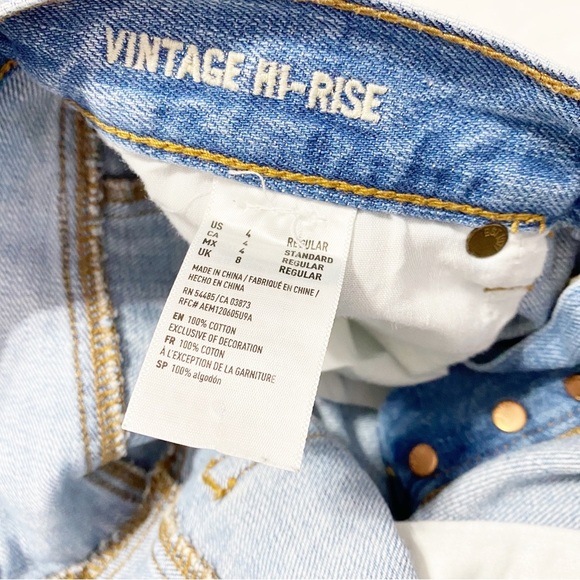 VINTAGE HI-RISE
US 4 REGULAR
CA 4 STANDARD
MX 4 REGULAR
UK 8 REGULAR
MADE IN CHINA / FABRIQUÉ EN CHINE /
HECHO EN CHINA
RN 54485/CA 03873
RFC# AEM120605U9A
EN 100% COTTON
EXCLUSIVE OF DECORATION
FR 100% COTON
À L'EXCEPTION DE LA GARNITURE
SP 100% algodón